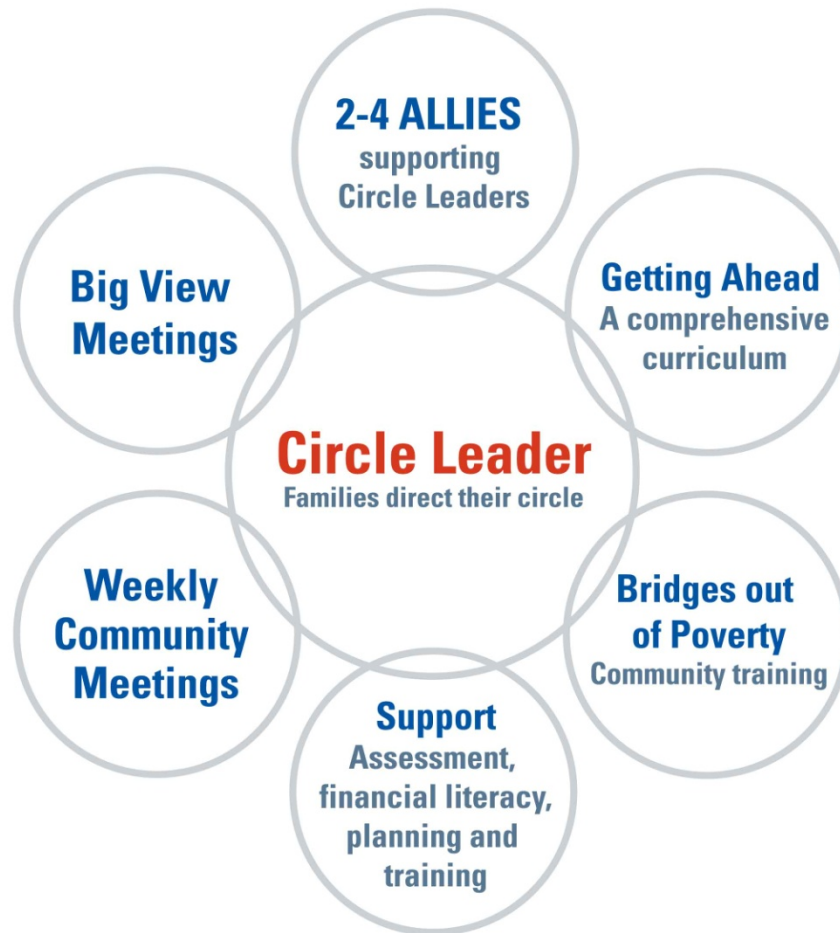 2-4 ALLIES
supporting
Circle Leaders
Big View
Meetings
Getting Ahead
A comprehensive
curriculum
Circle Leader
Families direct their circle
Weekly
Community
Meetings
Bridges out
of Poverty
Community training
Support
Assessment,
financial literacy,
planning and
training